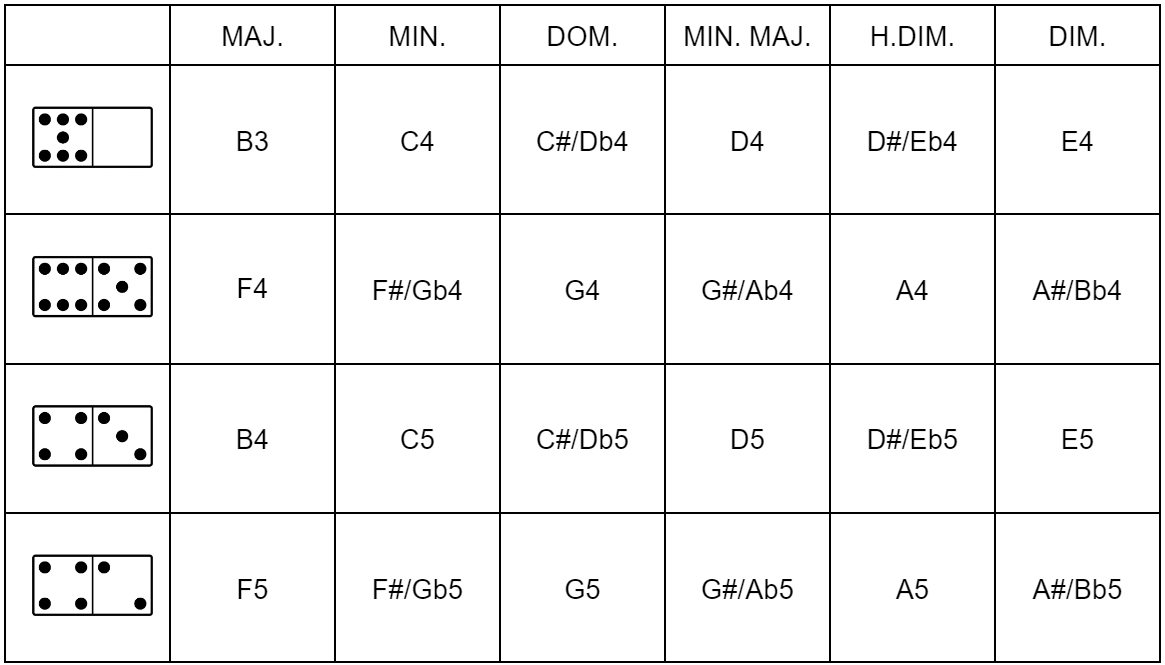 MAJ. MIN. DOM. MIN. MAJ. H.DIM. DIM.
B3 C4 C#/Db4 D4 D#/Eb4 E4
F4 F#/Gb4 G4 G#/Ab4 A4 A#/Bb4
B4 C5 C#/Db5 D5 D#/Eb5 E5
F5 F#/Gb5 G5 G#/Ab5 A5 A#/Bb5